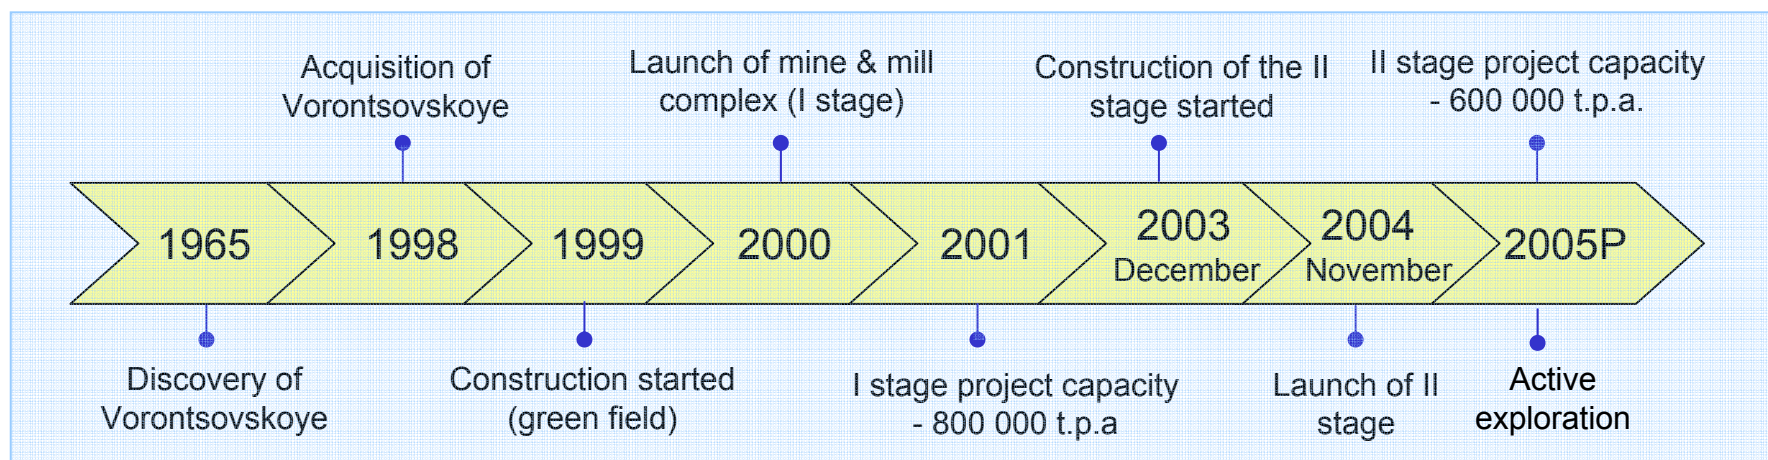 Acquisition of
Vorontsovskoye
Launch of mine & mill
complex (I stage)
Construction of the II
stage started
II stage project capacity
- 600 000 t.p.a.
1965
1998
1999
2000
2001
2003
December
2004
November
2005P
Discovery of
Vorontsovskoye
Construction started
(green field)
I stage project capacity
- 800 000 t.p.a
Launch of II
stage
Active
exploration